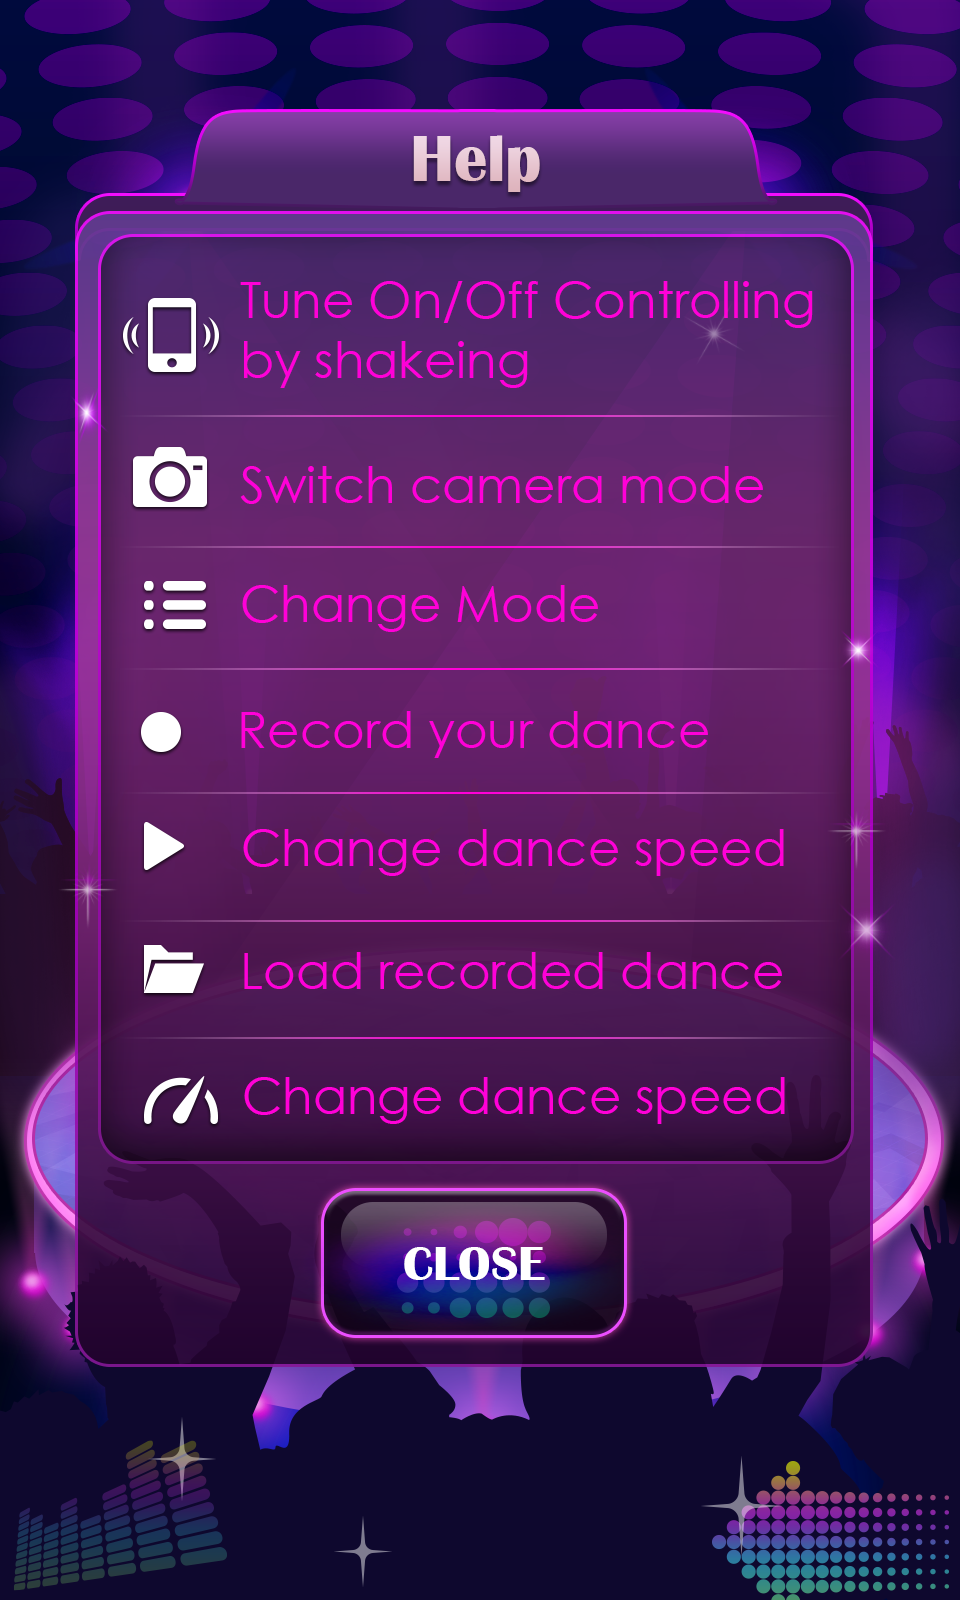 Help
Tune On/Off Controlling
by shakeing
Switch camera mode
Change Mode
Record your dance
Change dance speed
Load recorded dance
Change dance speed
CLOSE